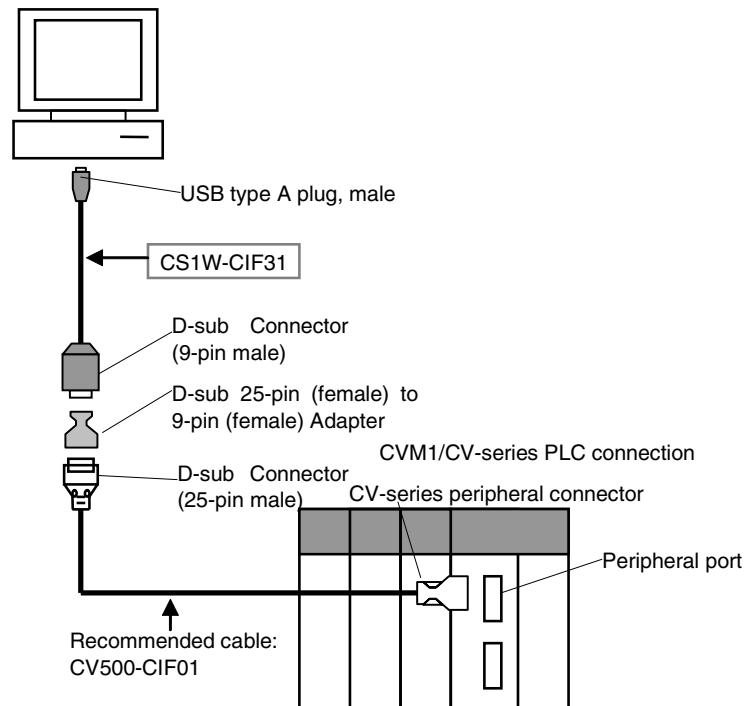 USB type A plug, male
CS1W-CIF31
D-sub Connector
(9-pin male)
D-sub 25-pin (female) to
9-pin (female) Adapter
CVM1/CV-series PLC connection
D-sub Connector
(25-pin male)
CV-series peripheral connector
Peripheral port
Recommended cable:
CV500-CIF01